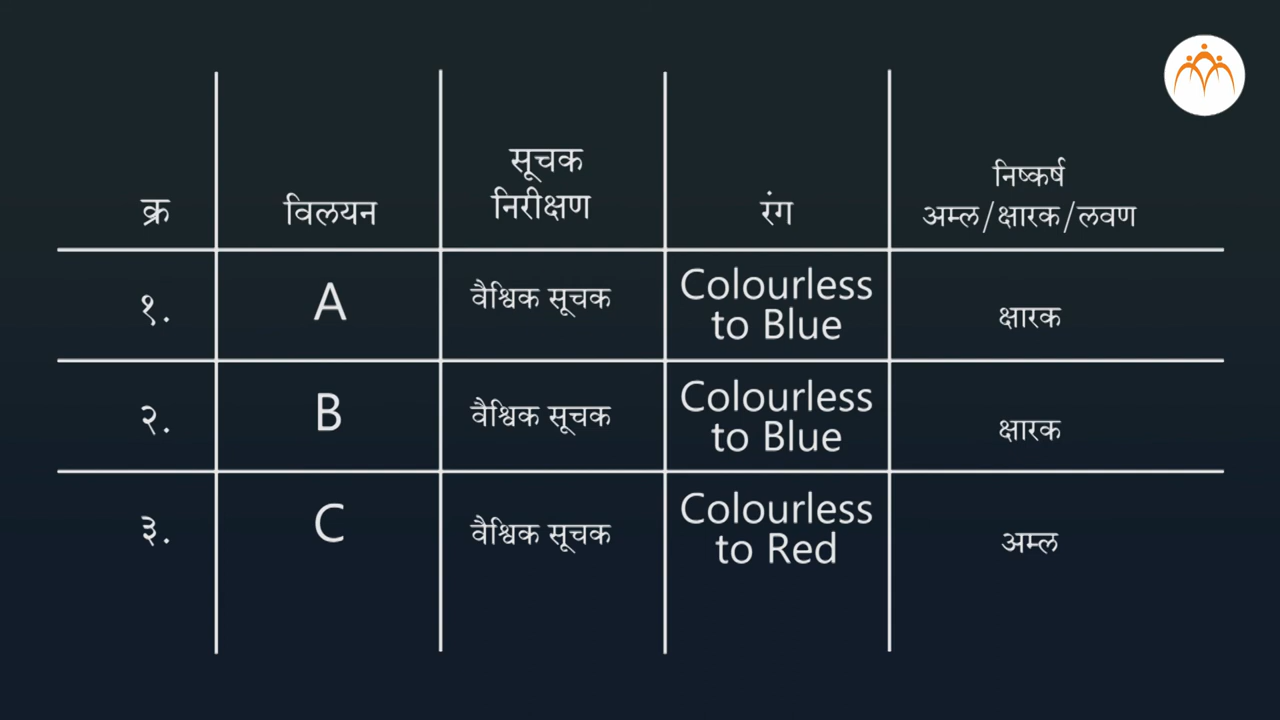 क्र
विलयन
सूचक
निरीक्षण
रंग
निष्कर्ष
अम्ल/क्षारक/लवण
१.
A
वैश्विक सूचक
Colourless
to Blue
क्षारक
२.
B
वैश्विक सूचक
Colourless
to Blue
क्षारक
३.
C
वैश्विक सूचक
Colourless
to Red
अम्ल